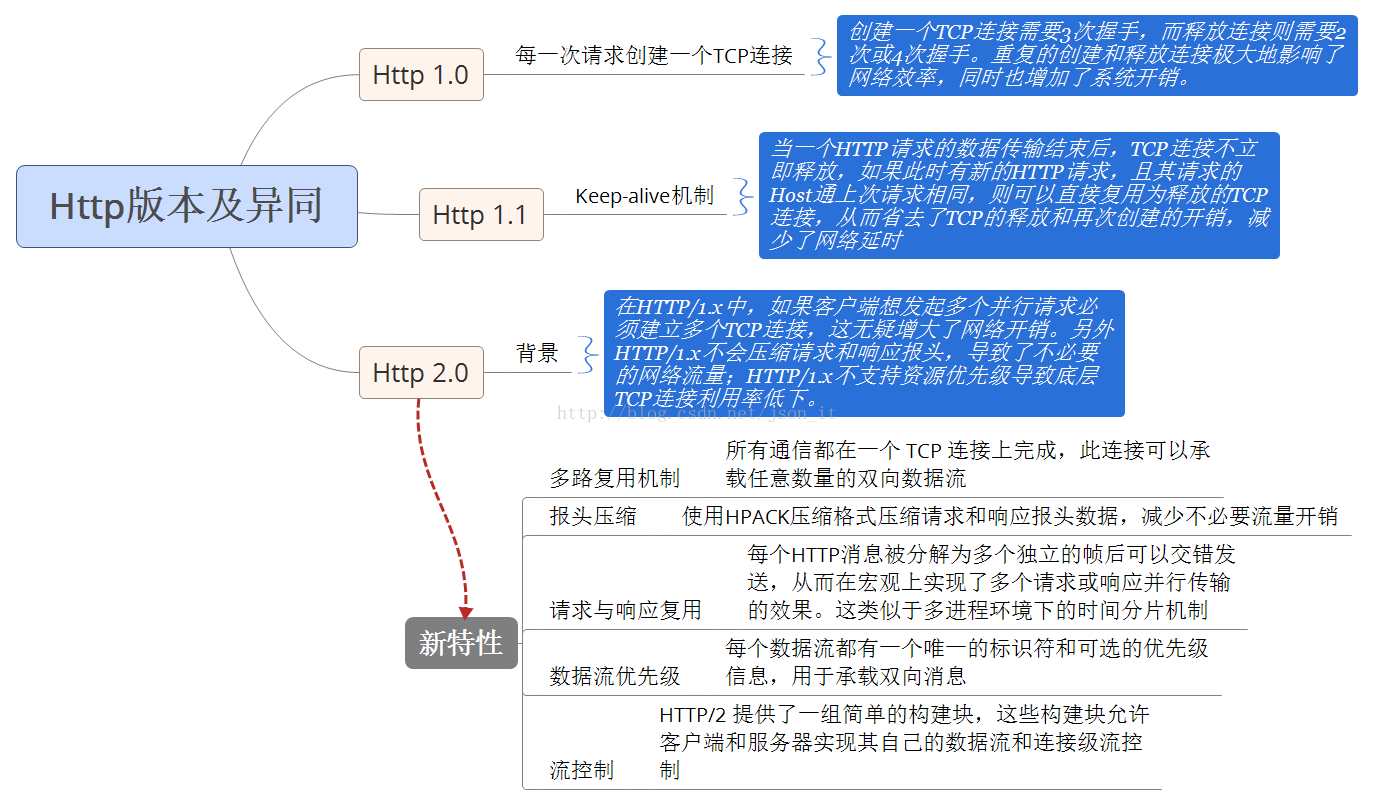 Http版本及异同
Http 1.0
每一次请求创建一个TCP连接
创建一个TCP连接需要3次握手，而释放连接则需要2
次或4次握手。重复的创建和释放连接极大地影响了
网络效率，同时也增加了系统开销。
Http 1.1
Keep-alive机制
当一个HTTP请求的数据传输结束后，TCP连接不立
即释放，如果此时有新的HTTP请求，且其请求的
Host通上次请求相同，则可以直接复用为释放的TCP
连接，从而省去了TCP的释放和再次创建的开销，减
少了网络延时
Http 2.0
背景
在HTTP/1.x中，如果客户端想发起多个并行请求必
须建立多个TCP连接，这无疑增大了网络开销。另外
HTTP/1.x不会压缩请求和响应报头，导致了不必要
的网络流量；HTTP/1.x不支持资源优先级导致底层
TCP连接利用率低下。
http://blog.csdn.net/json_it
新特性
多路复用机制
所有通信都在一个 TCP 连接上完成，此连接可以承
载任意数量的双向数据流
报头压缩
使用HPACK压缩格式压缩请求和响应报头数据，减少不必要流量开销
请求与响应复用
每个HTTP消息被分解为多个独立的帧后可以交错发
送，从而在宏观上实现了多个请求或响应并行传输
的效果。这类似于多进程环境下的时间分片机制
数据流优先级
每个数据流都有一个唯一的标识符和可选的优先级
信息，用于承载双向消息
流控制
HTTP/2 提供了一组简单的构建块，这些构建块允许
客户端和服务器实现其自己的数据流和连接级流控
制